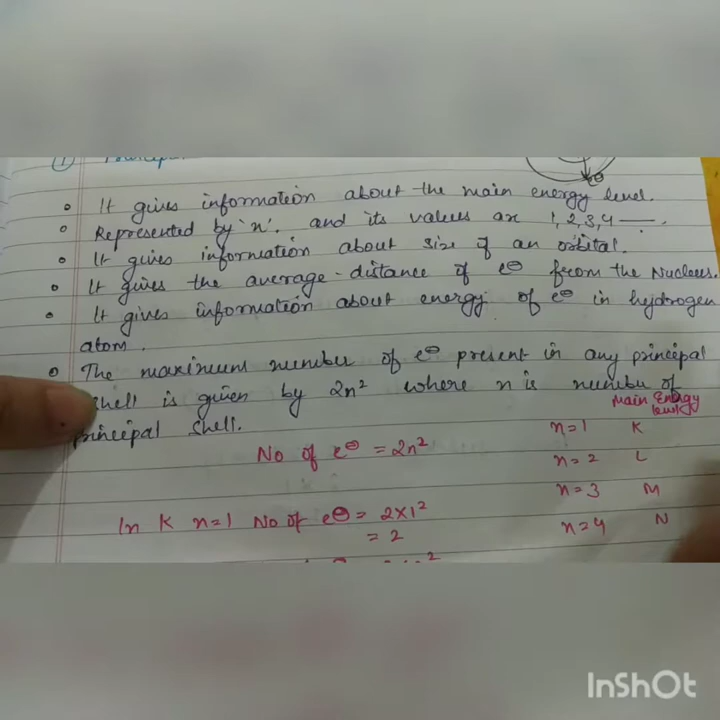 ①
e⊖
• It gives information about the main energy level.
• Represented by 'n'. and its values are 1,2,3,4 —.
• It gives information about size of an orbital.
• It gives the average-distance of e⊖ from the Nucleus.
• It gives information about energy of e⊖ in hydrogen
atom.
• The maximum number of e⊖ present in any principal
shell is given by 2n² where n is number of
principal shell.
Main Energy
level
No of e⊖ = 2n²
n=1 K
n=2 L
n=3 M
n=4 N
In K n=1 No of e⊖ = 2×1²
= 2
InShOt